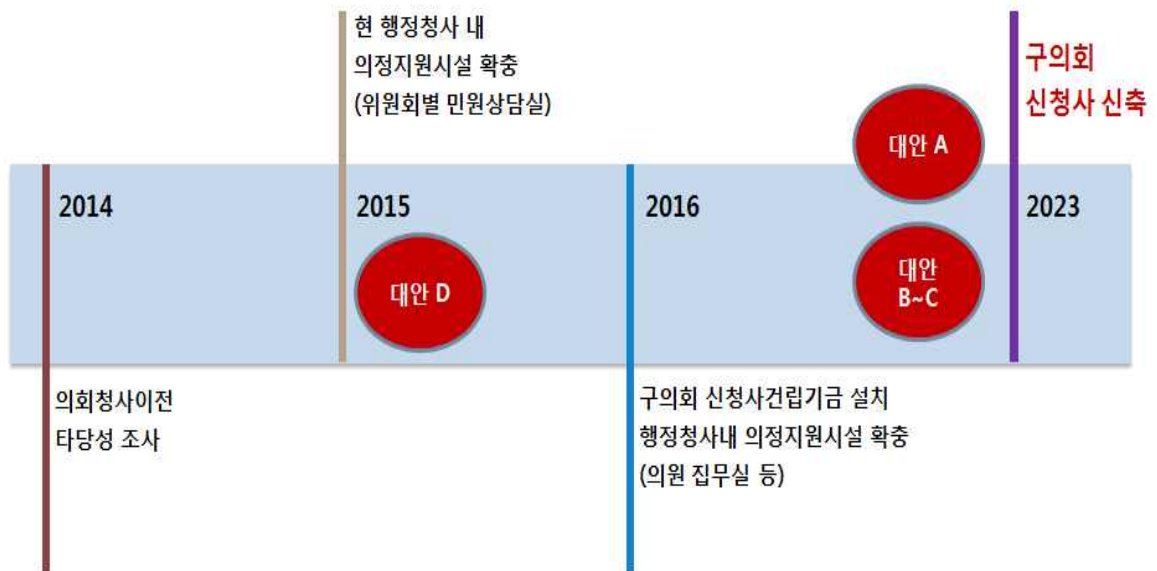 현 행정청사 내
의정지원시설 확충
(위원회별 민원상담실)
구의회
신청사 신축
대안 A
2014
2015
2016
2023
대안 D
대안
B~C
의회청사이전
타당성 조사
구의회 신청사건립기금 설치
행정청사내 의정지원시설 확충
(의원 집무실 등)